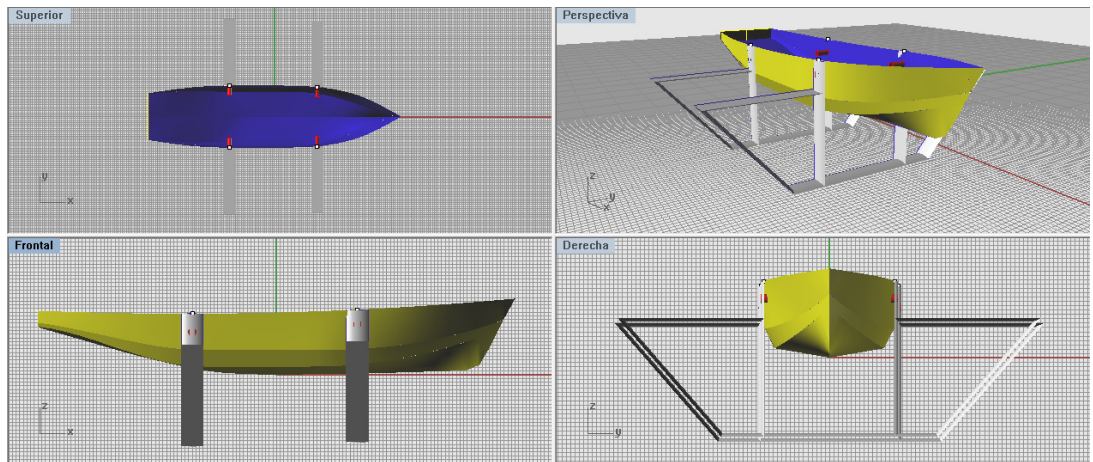 Superior
y
x
Perspectiva
z
x
y
Frontal
z
x
Derecha
z
y